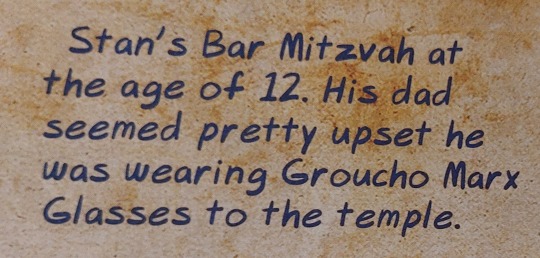 Stan's Bar Mitzvah at
the age of 12. His dad
seemed pretty upset he
was wearing Groucho Marx
Glasses to the temple.